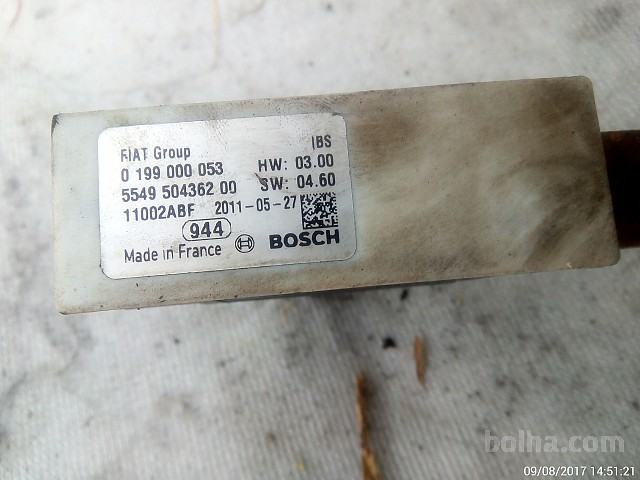 FIAT Group IBS
0 199 000 053 HW: 03.00
5549 504362 00 SW: 04.60
11002ABF 2011-05-27
944
Made in France BOSCH
bolha.com
09/08/2017 14:51:21